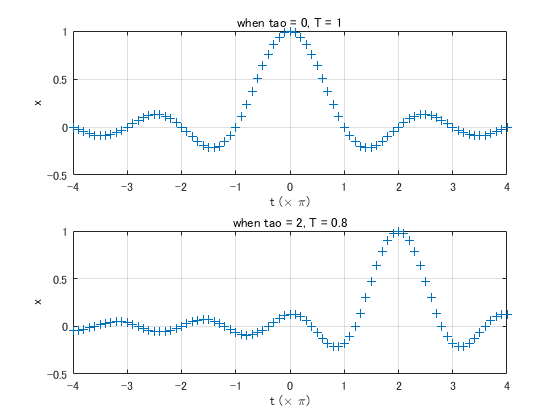 when tao = 0, T = 1
1
0.5
0
-0.5
x
-4 -3 -2 -1 0 1 2 3 4
t (× π)
when tao = 2, T = 0.8
1
0.5
0
-0.5
x
-4 -3 -2 -1 0 1 2 3 4
t (× π)